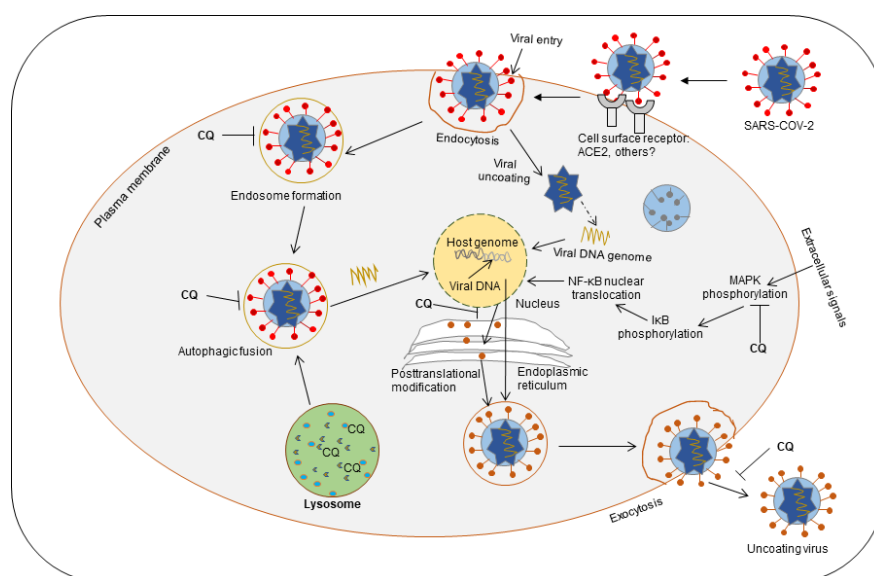 Viral entry
SARS-COV-2
Cell surface receptor:
ACE2, others?
Endocytosis
CQ
Endosome formation
Plasma membrane
Viral
uncoating
Viral DNA genome
Host genome
Viral DNA
Nucleus
NF-κB nuclear
translocation
MAPK
phosphorylation
Extracellular signals
IκB
phosphorylation
CQ
CQ
Autophagic fusion
CQ
Posttranslational
modification
Endoplasmic
reticulum
CQ
CQ
CQ
Lysosome
Exocytosis
CQ
Uncoating virus